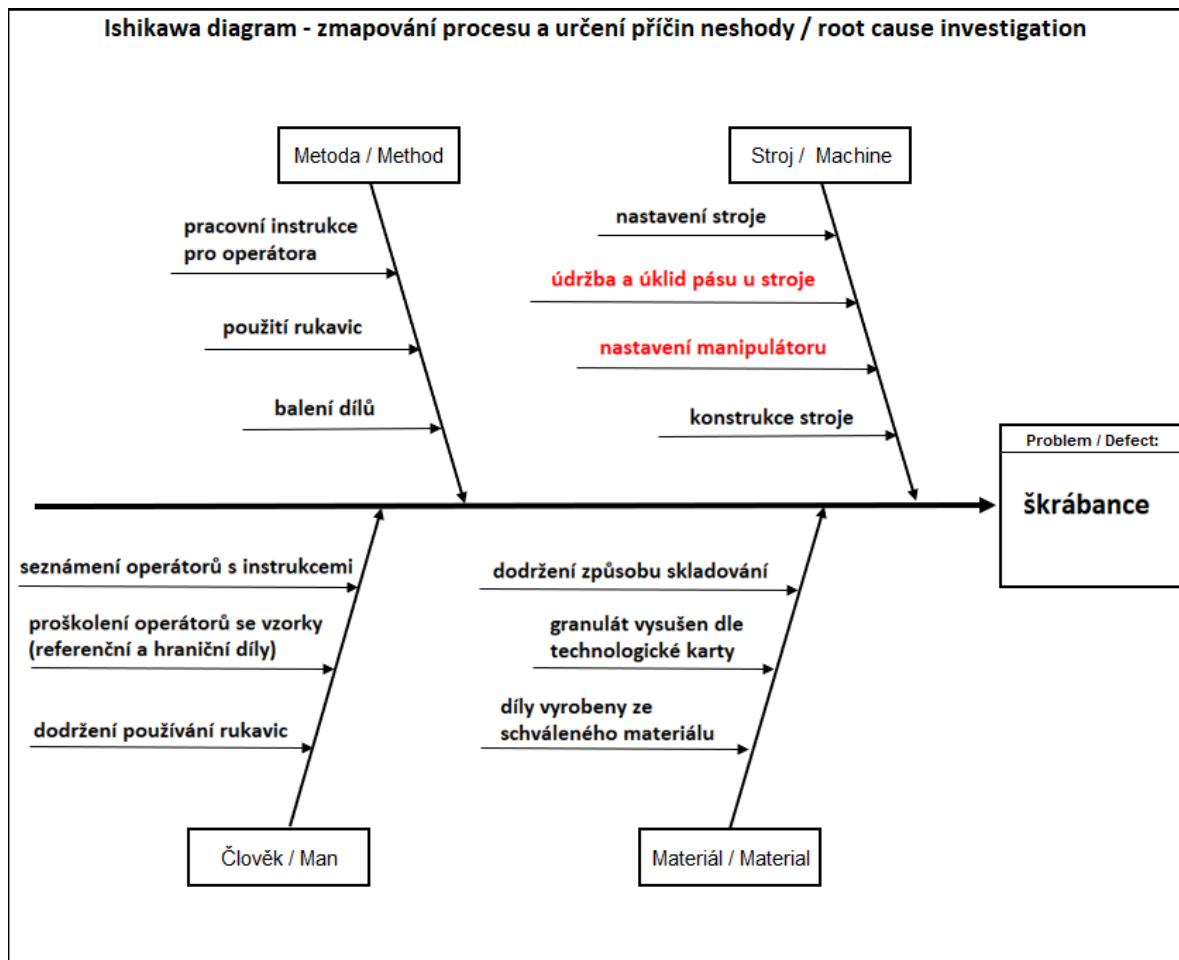 Ishikawa diagram - zmapování procesu a určení příčin neshody / root cause investigation
Metoda / Method
Stroj /  Machine
pracovní instrukce
pro operátora
použití rukavic
balení dílů
nastavení stroje
údržba a úklid pásu u stroje
nastavení manipulátoru
konstrukce stroje
Problem / Defect:
škrábance
seznámení operátorů s instrukcemi
proškolení operátorů se vzorky
(referenční a hraniční díly)
dodržení používání rukavic
dodržení způsobu skladování
granulát vysušen dle
technologické karty
díly vyrobeny ze
schváleného materiálu
Člověk / Man
Materiál / Material